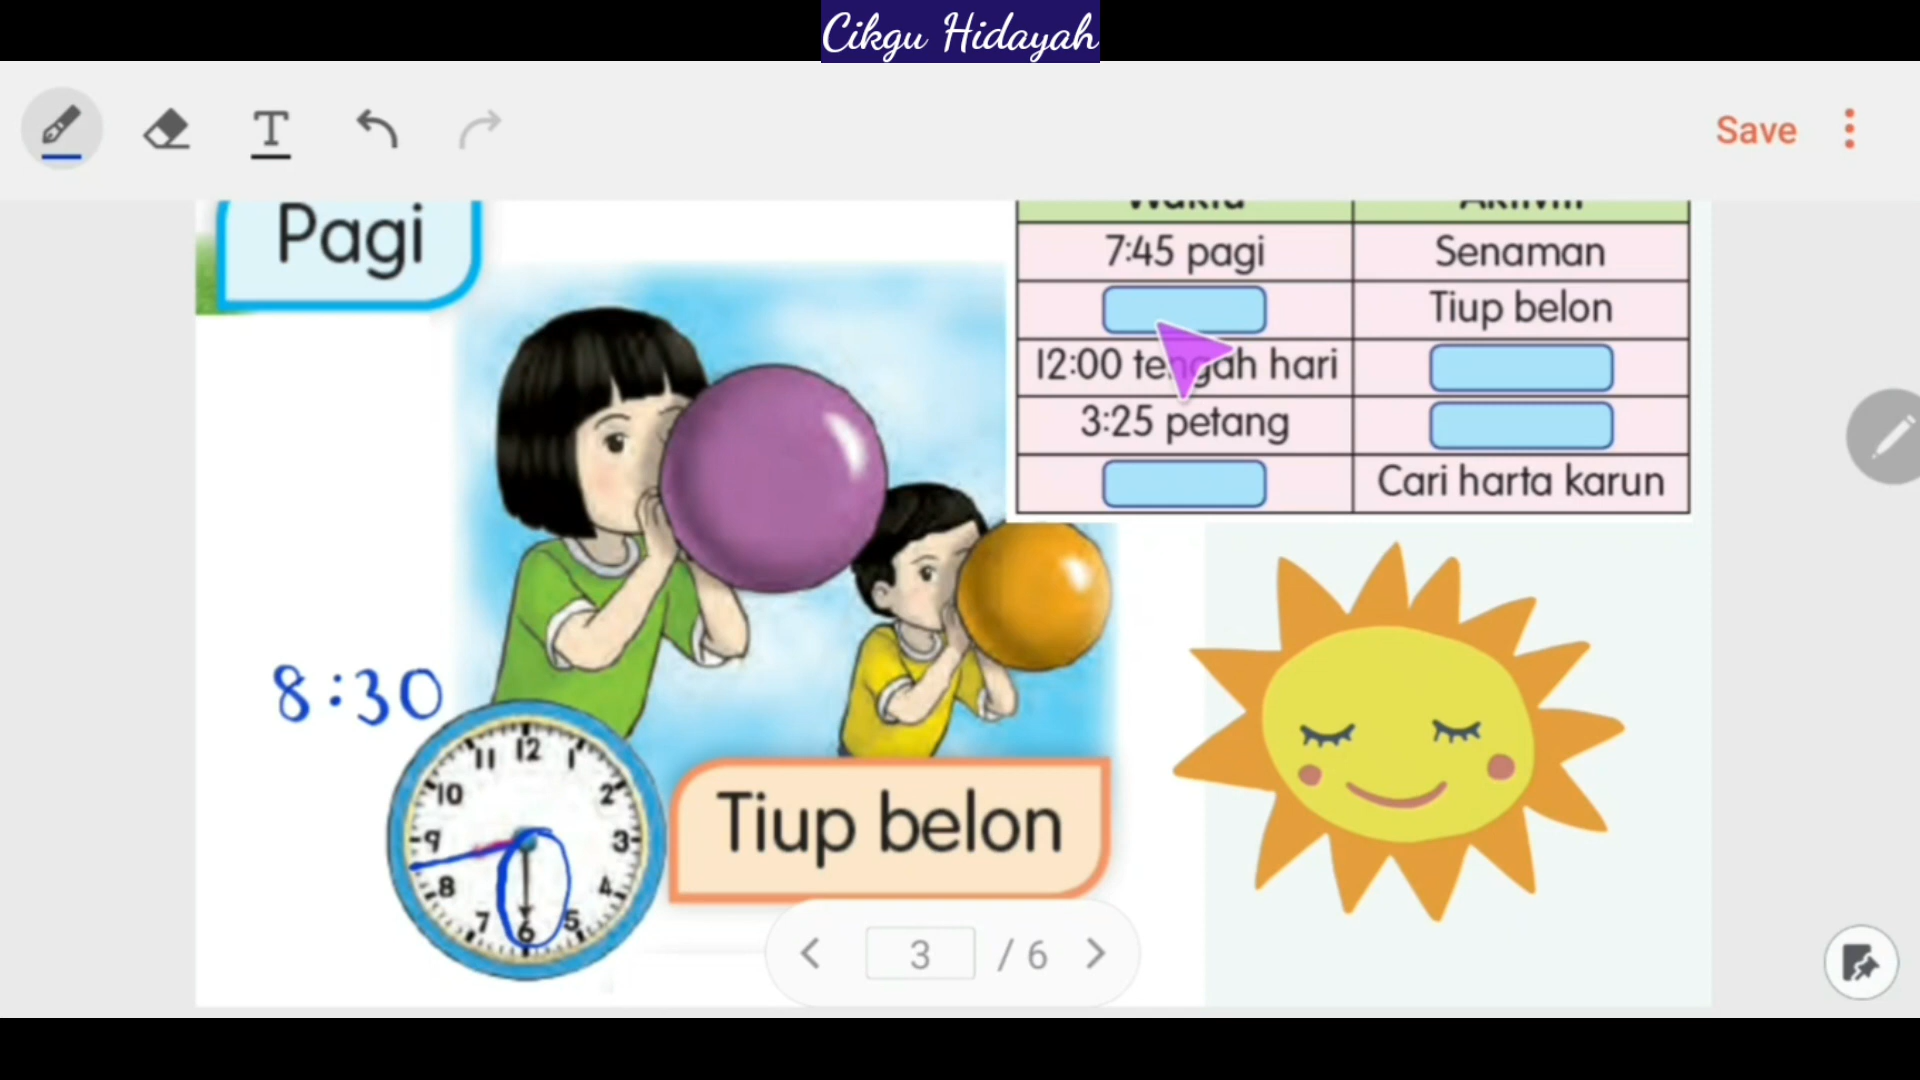 Cikgu Hidayah
T
Save
Pagi
Waktu Aktiviti
7:45 pagi Senaman
Tiup belon
12:00 tengah hari
3:25 petang
Cari harta karun
8:30
12
11 1
10 2
9 3
8 4
7 5
6
Tiup belon
3 / 6